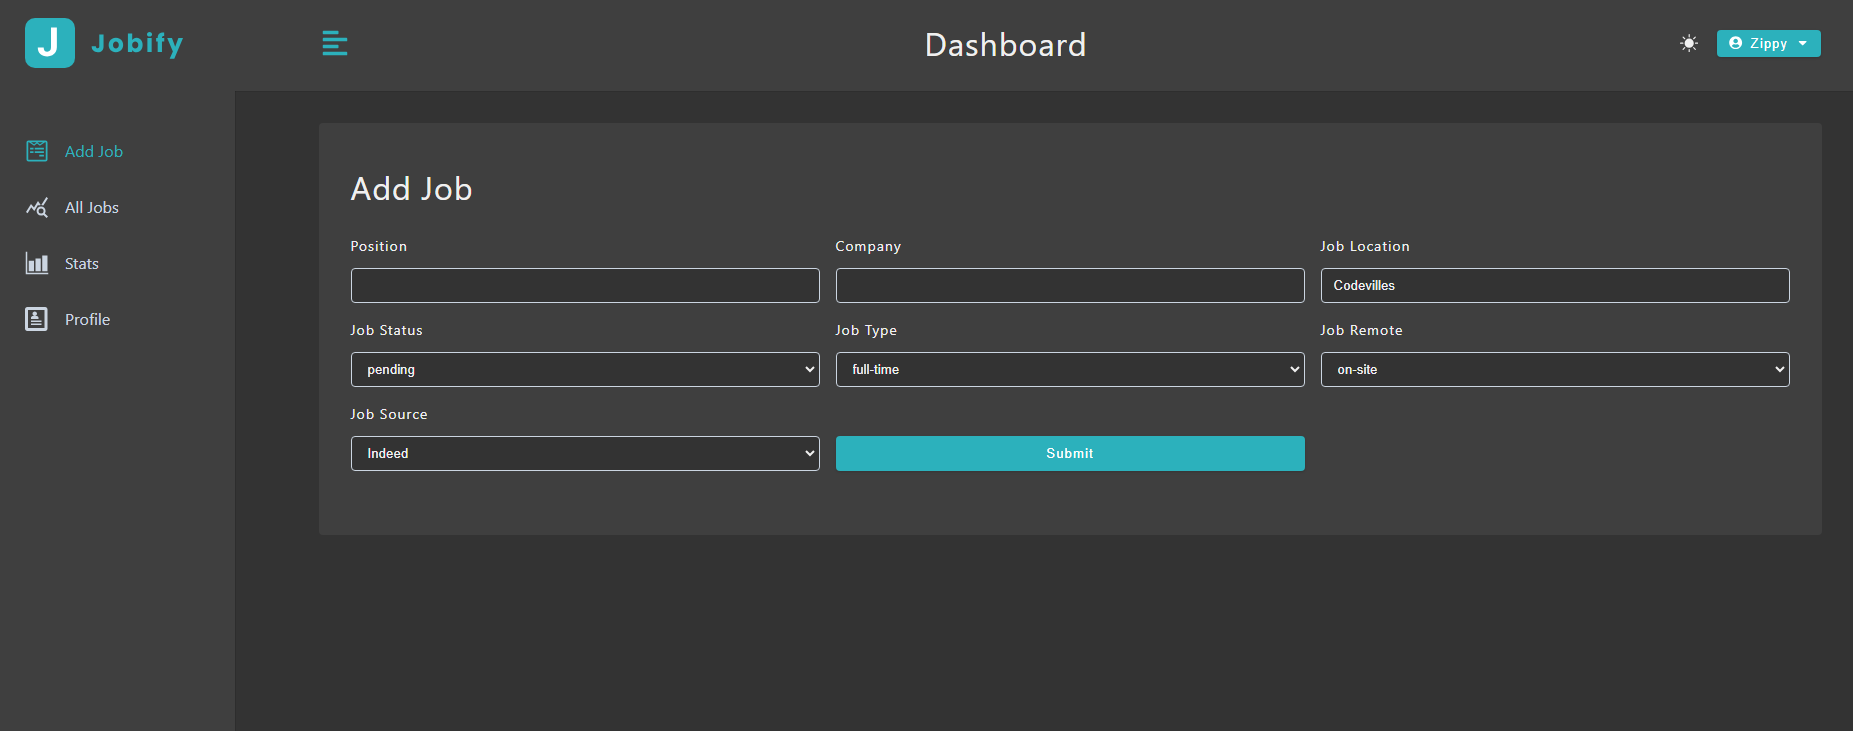 J Jobify
Dashboard
Zippy
Add Job
All Jobs
Stats
Profile
Add Job
Position
Company
Job Location
Codevilles
Job Status
Job Type
Job Remote
pending
full-time
on-site
Job Source
Indeed
Submit